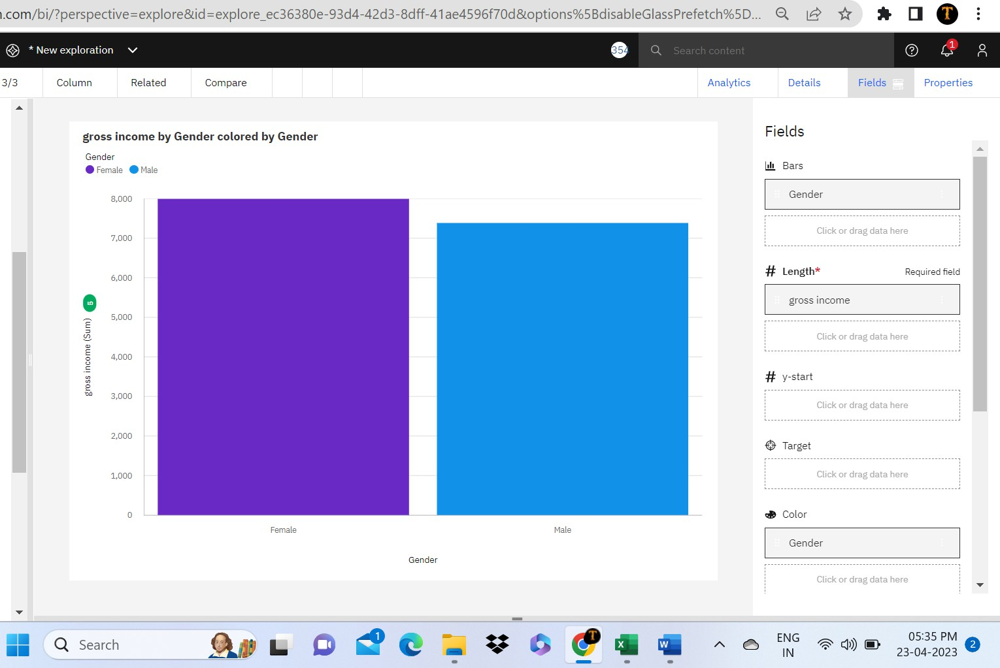 n.com/bi/?perspective=explore&id=explore_ec36380e-93d4-42d3-8dff-41ae4596f70d&options%5BdisableGlassPrefetch%5D...
T
* New exploration
354
Search content
1
3/3
Column
Related
Compare
Analytics
Details
Fields
Properties
gross income by Gender colored by Gender
Gender
Female
Male
8,000
7,000
6,000
5,000
4,000
3,000
2,000
1,000
0
gross income (Sum)
Female
Male
Gender
Fields
Bars
Gender
Click or drag data here
Length*
Required field
gross income
Click or drag data here
y-start
Click or drag data here
Target
Click or drag data here
Color
Gender
Click or drag data here
Search
1
T
X
W
ENG
IN
05:35 PM
23-04-2023
2